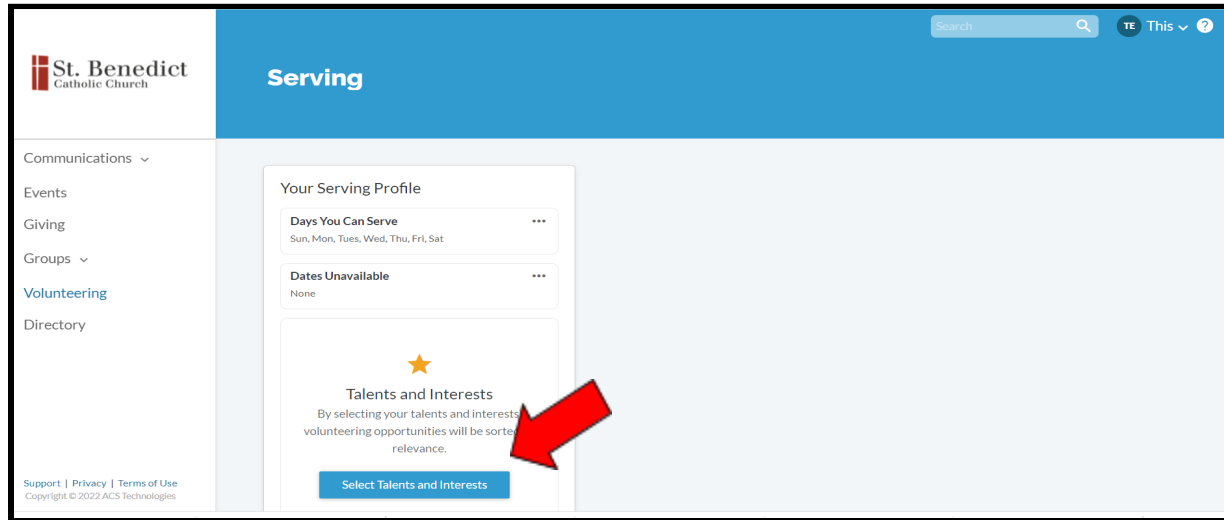 St. Benedict
Catholic Church
Search
TE This ?
Serving
Communications
Events
Giving
Groups
Volunteering
Directory
Support | Privacy | Terms of Use
Copyright © 2022 ACS Technologies
Your Serving Profile
Days You Can Serve
Sun, Mon, Tues, Wed, Thu, Fri, Sat
Dates Unavailable
None
Talents and Interests
By selecting your talents and interests
volunteering opportunities will be sorte
relevance.
Select Talents and Interests